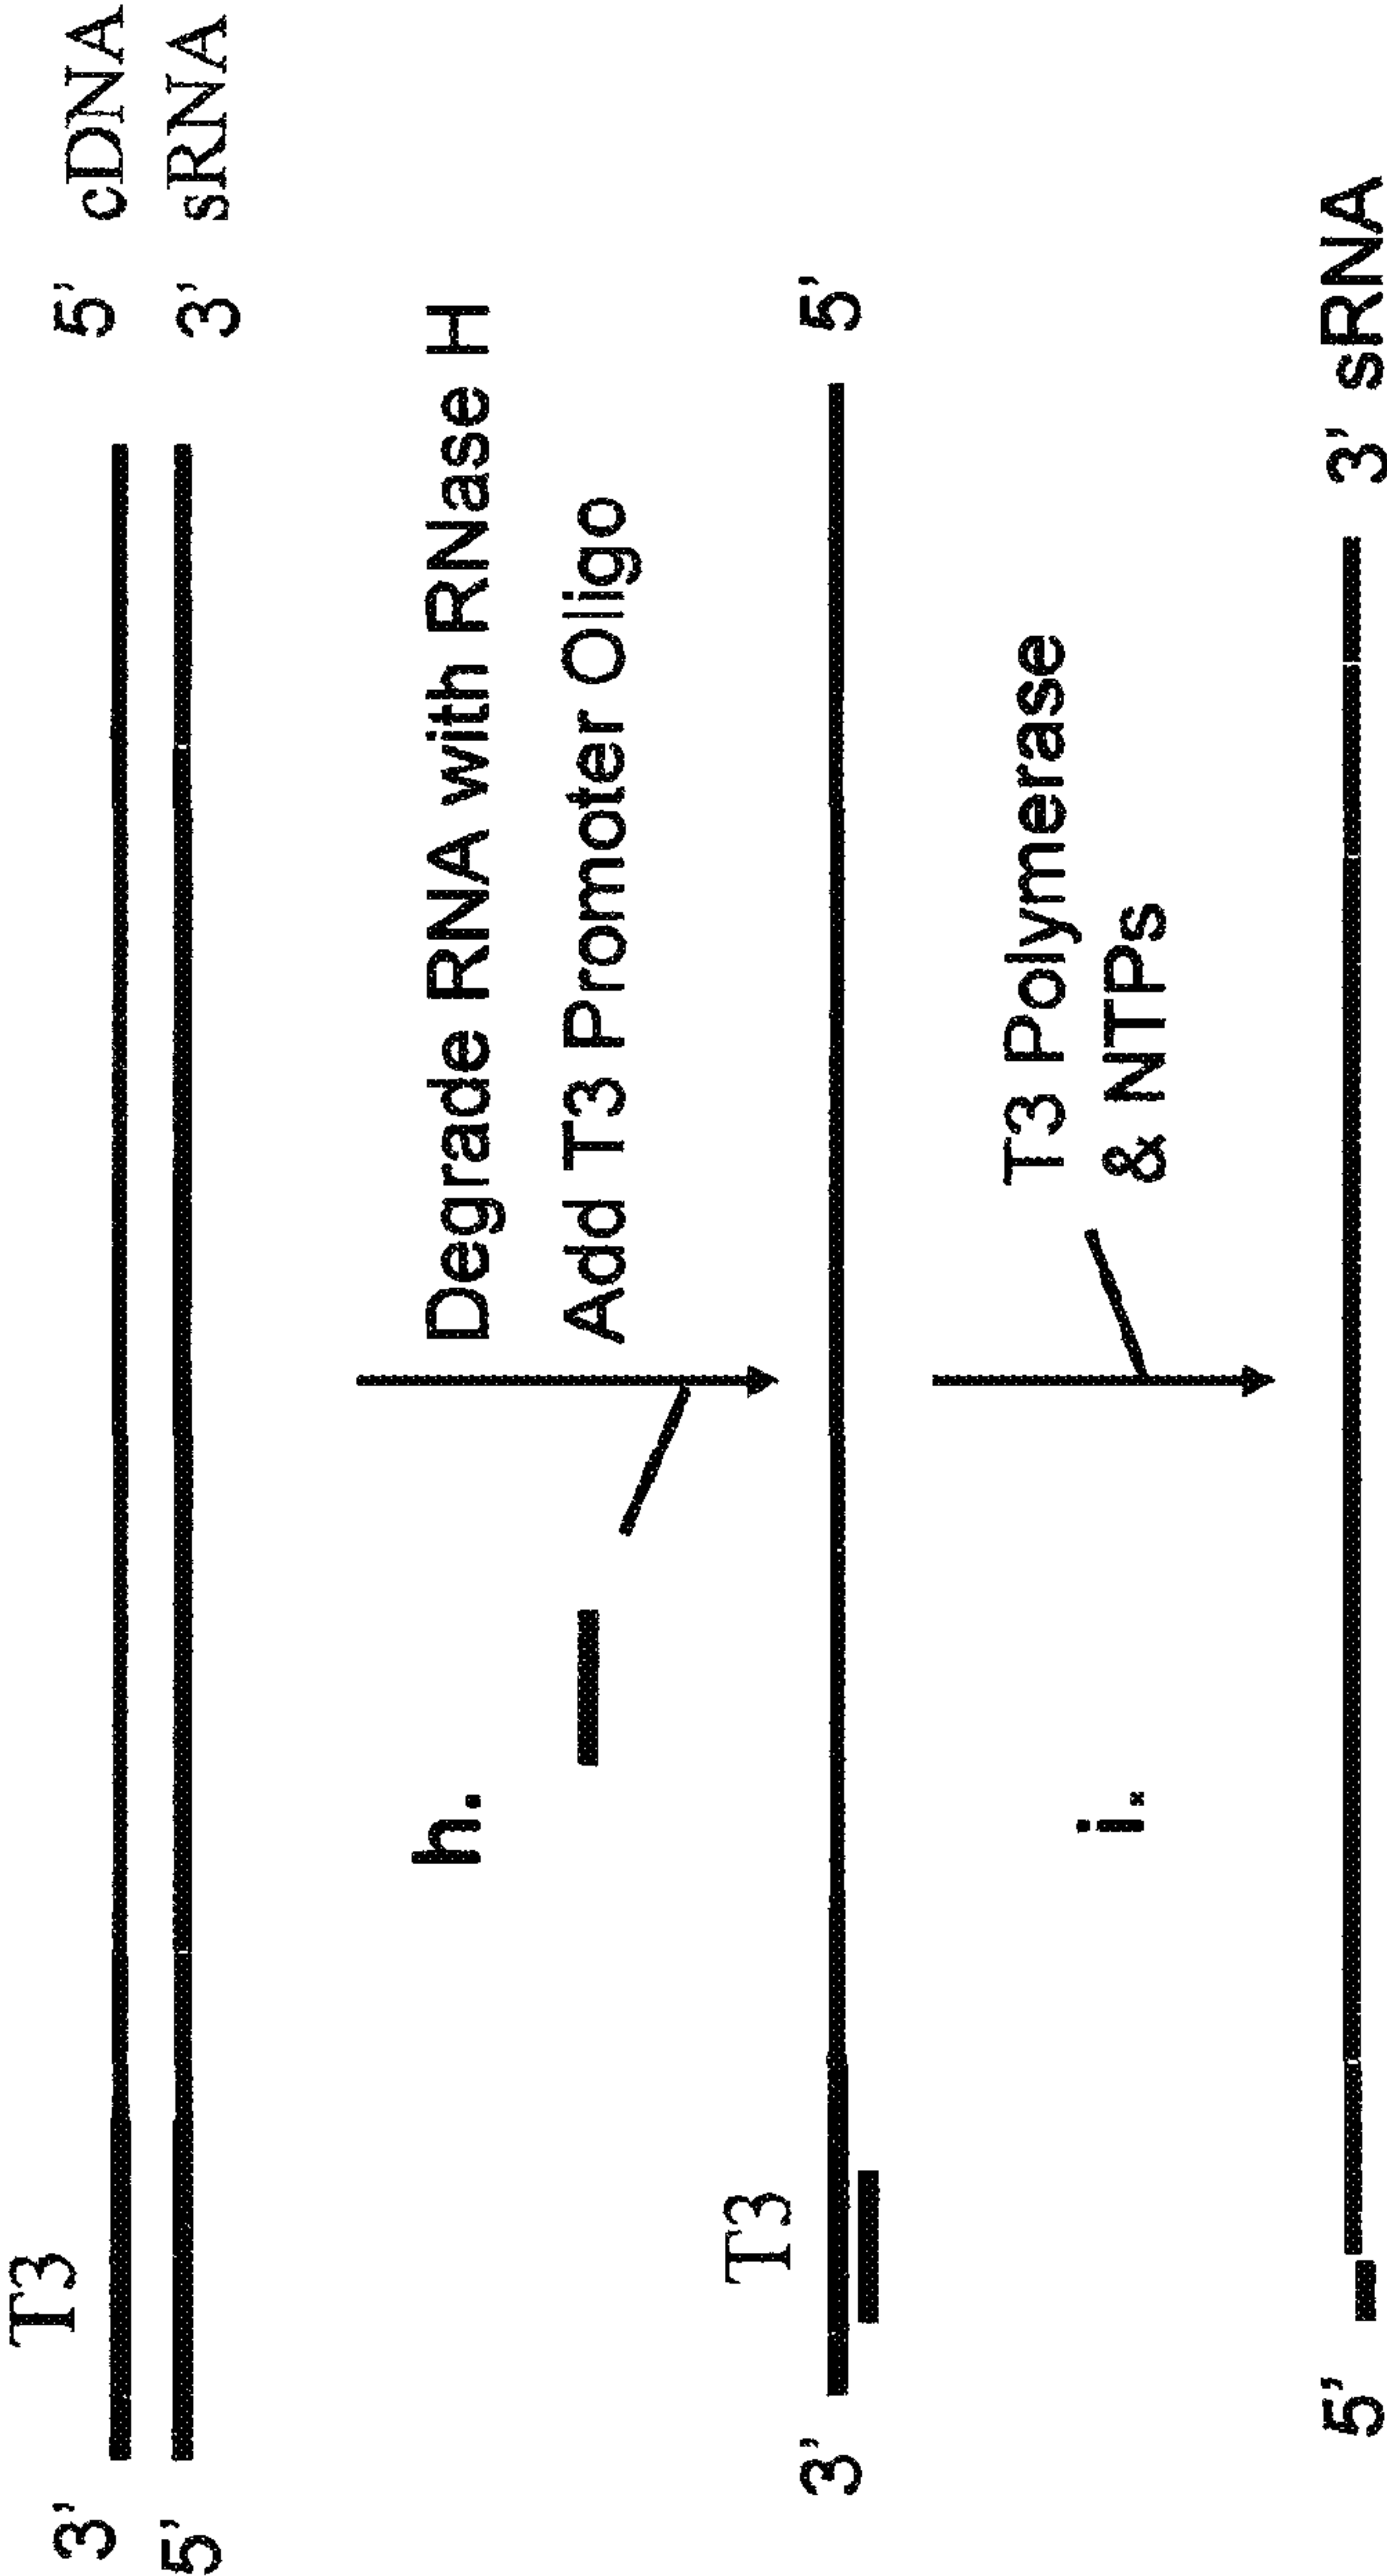 T3
3' 5' cDNA
5' 3' sRNA
h. Degrade RNA with RNase H
Add T3 Promoter Oligo
T3
3' 5'
i. T3 Polymerase
& NTPs
5' 3' sRNA